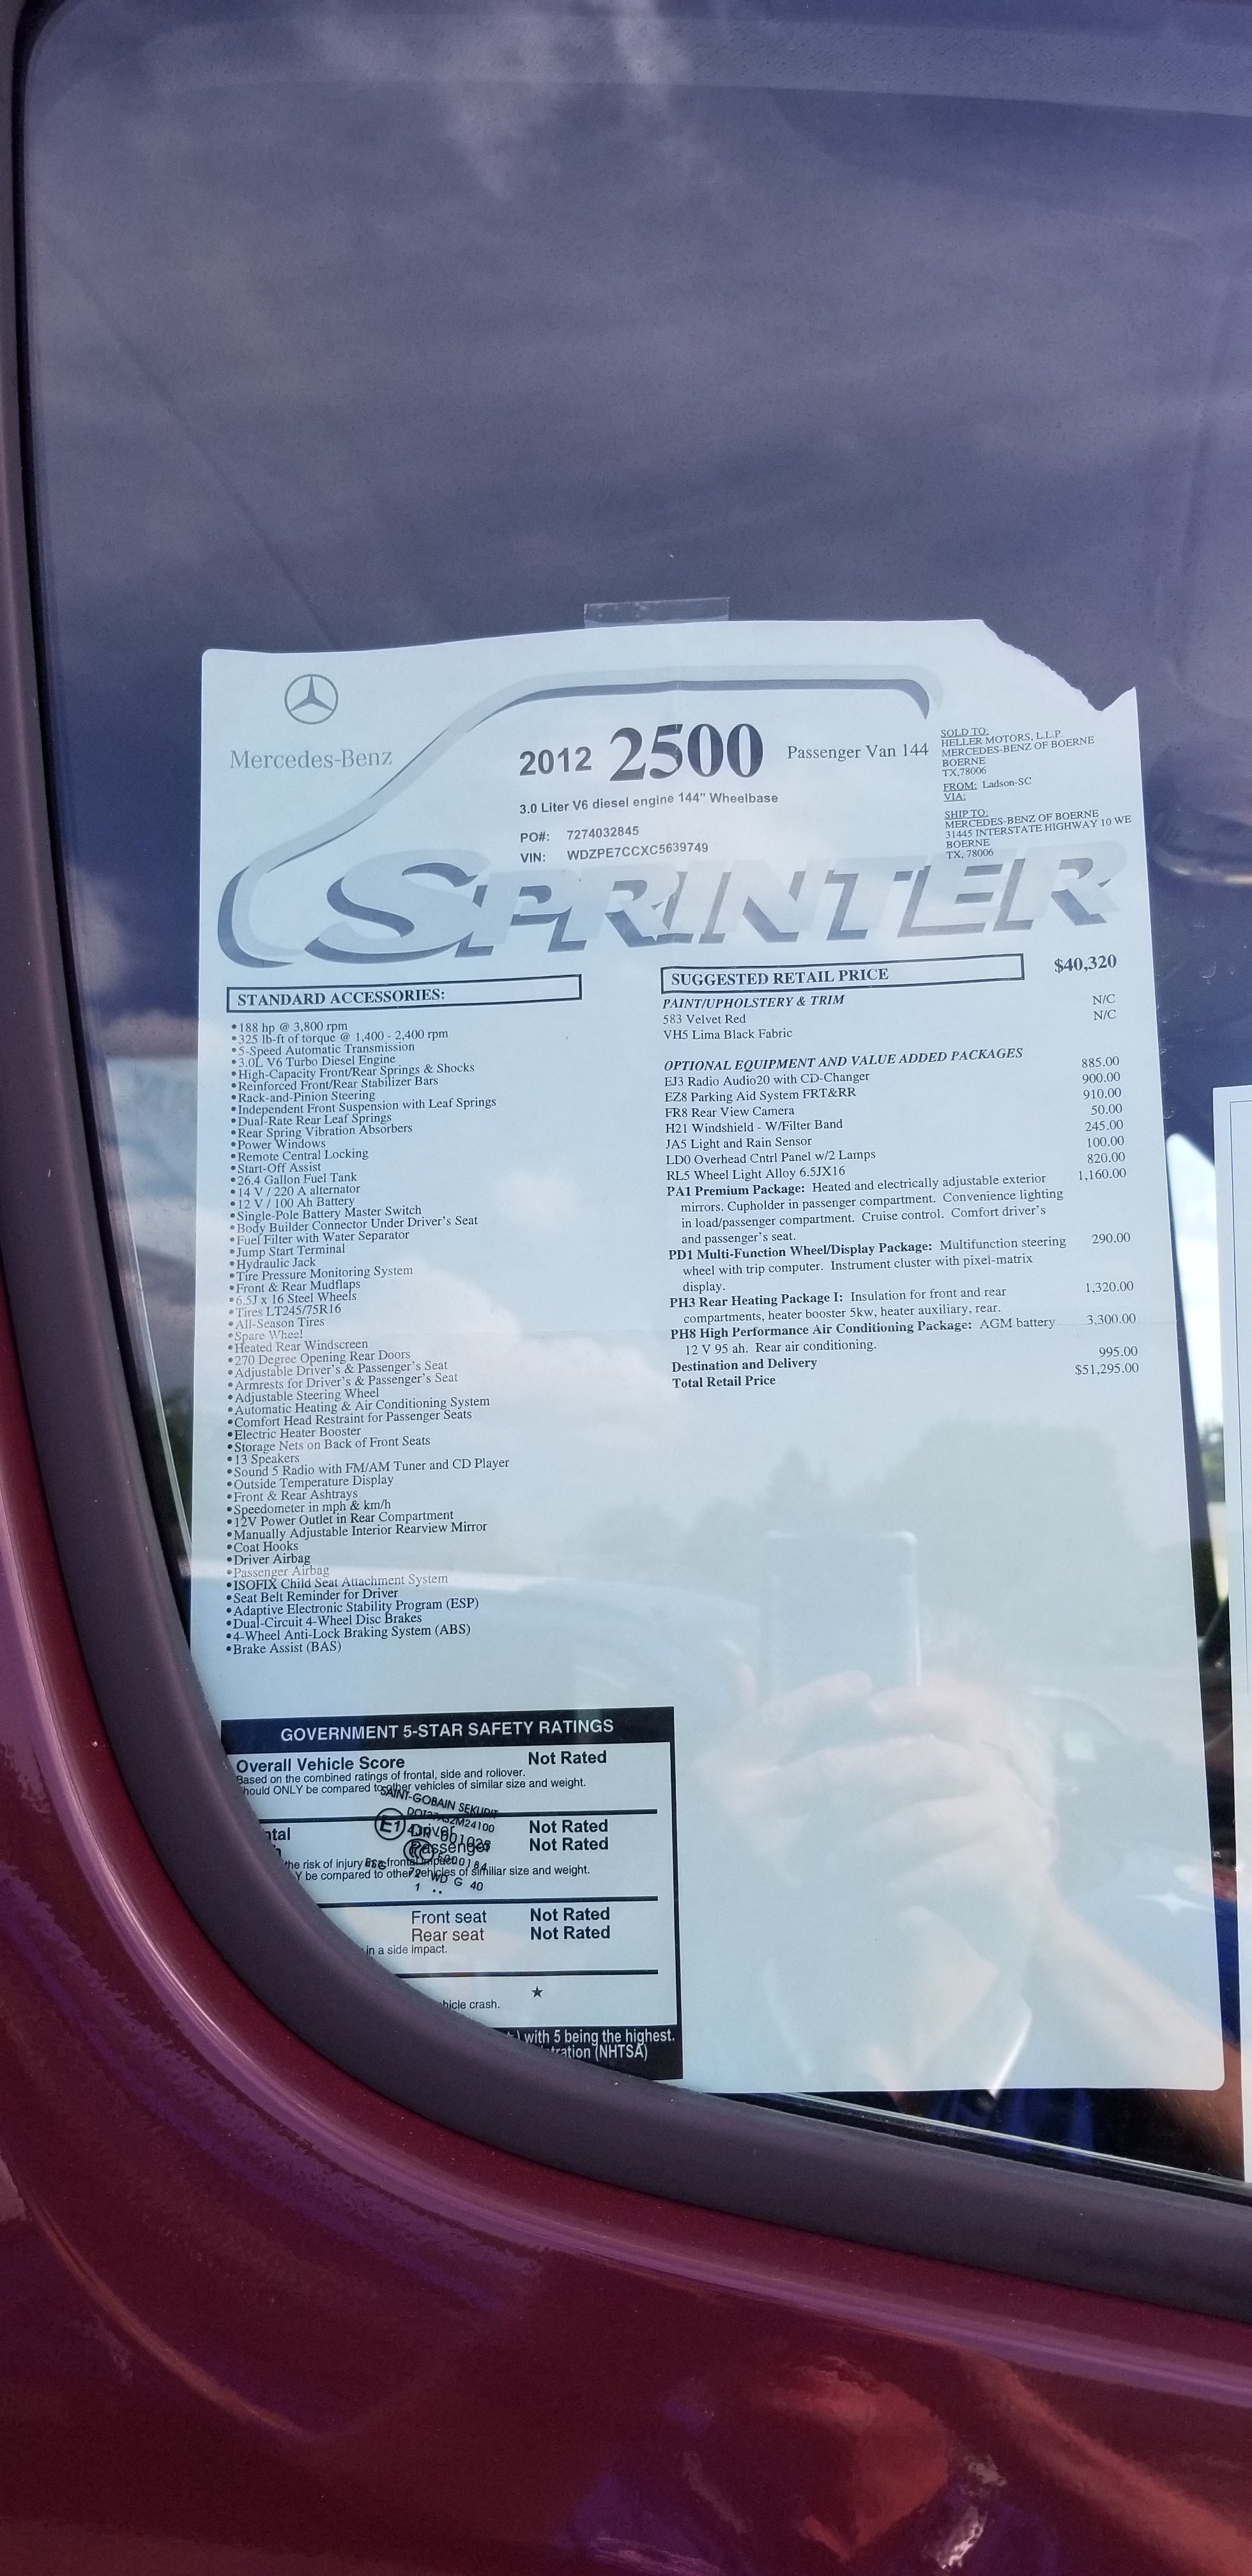 Mercedes-Benz
2012 2500 Passenger Van 144
3.0 Liter V6 diesel engine 144" Wheelbase
PO#: 7274032845
VIN: WDZPE7CCXC5639749
SOLD TO:
HELLER MOTORS, L.L.P.
MERCEDES-BENZ OF BOERNE
BOERNE
TX,78006
FROM: Ladson-SC
VIA:
SHIP TO:
MERCEDES-BENZ OF BOERNE
31445 INTERSTATE HIGHWAY 10 WE
BOERNE
TX, 78006
SPRINTER
STANDARD ACCESSORIES:
•188 hp @ 3,800 rpm
•325 lb-ft of torque @ 1,400 - 2,400 rpm
•5-Speed Automatic Transmission
•3.0L V6 Turbo Diesel Engine
•High-Capacity Front/Rear Springs & Shocks
•Reinforced Front/Rear Stabilizer Bars
•Rack-and-Pinion Steering
•Independent Front Suspension with Leaf Springs
•Dual-Rate Rear Leaf Springs
•Rear Spring Vibration Absorbers
•Power Windows
•Remote Central Locking
•Start-Off Assist
•26.4 Gallon Fuel Tank
•14 V / 220 A alternator
•12 V / 100 Ah Battery
•Single-Pole Battery Master Switch
•Body Builder Connector Under Driver's Seat
•Fuel Filter with Water Separator
•Jump Start Terminal
•Hydraulic Jack
•Tire Pressure Monitoring System
•Front & Rear Mudflaps
•6.5J x 16 Steel Wheels
•Tires LT245/75R16
•All-Season Tires
•Spare Wheel
•Heated Rear Windscreen
•270 Degree Opening Rear Doors
•Adjustable Driver's & Passenger's Seat
•Armrests for Driver's & Passenger's Seat
•Adjustable Steering Wheel
•Automatic Heating & Air Conditioning System
•Comfort Head Restraint for Passenger Seats
•Electric Heater Booster
•Storage Nets on Back of Front Seats
•13 Speakers
•Sound 5 Radio with FM/AM Tuner and CD Player
•Outside Temperature Display
•Front & Rear Ashtrays
•Speedometer in mph & km/h
•12V Power Outlet in Rear Compartment
•Manually Adjustable Interior Rearview Mirror
•Coat Hooks
•Driver Airbag
•Passenger Airbag
•ISOFIX Child Seat Attachment System
•Seat Belt Reminder for Driver
•Adaptive Electronic Stability Program (ESP)
•Dual-Circuit 4-Wheel Disc Brakes
•4-Wheel Anti-Lock Braking System (ABS)
•Brake Assist (BAS)
SUGGESTED RETAIL PRICE $40,320
PAINT/UPHOLSTERY & TRIM
583 Velvet Red N/C
VH5 Lima Black Fabric N/C
OPTIONAL EQUIPMENT AND VALUE ADDED PACKAGES
EJ3 Radio Audio20 with CD-Changer 885.00
EZ8 Parking Aid System FRT&RR 900.00
FR8 Rear View Camera 910.00
H21 Windshield - W/Filter Band 50.00
JA5 Light and Rain Sensor 245.00
LD0 Overhead Cntrl Panel w/2 Lamps 100.00
RL5 Wheel Light Alloy 6.5JX16 820.00
PA1 Premium Package: Heated and electrically adjustable exterior 1,160.00
mirrors. Cupholder in passenger compartment. Convenience lighting
in load/passenger compartment. Cruise control. Comfort driver's
and passenger's seat.
PD1 Multi-Function Wheel/Display Package: Multifunction steering 290.00
wheel with trip computer. Instrument cluster with pixel-matrix
display.
PH3 Rear Heating Package I: Insulation for front and rear 1,320.00
compartments, heater booster 5kw, heater auxiliary, rear.
PH8 High Performance Air Conditioning Package: AGM battery 3,300.00
12 V 95 ah. Rear air conditioning.
Destination and Delivery 995.00
Total Retail Price $51,295.00
GOVERNMENT 5-STAR SAFETY RATINGS
Overall Vehicle Score Not Rated
Based on the combined ratings of frontal, side and rollover.
hould ONLY be compared to other vehicles of similar size and weight.
SAINT-GOBAIN SEKURIT
E1
Driver Not Rated
Passenger Not Rated
the risk of injury in a frontal impact.
Y be compared to other vehicles of similiar size and weight.
Front seat Not Rated
Rear seat Not Rated
in a side impact.
★
hicle crash.
with 5 being the highest.
tration (NHTSA)